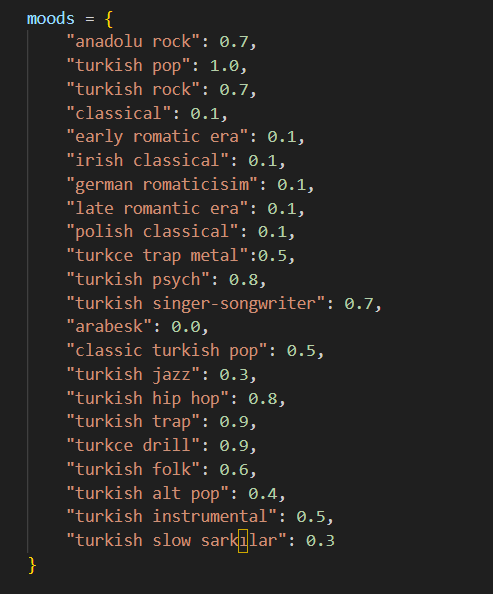 moods = {
"anadolu rock": 0.7,
"turkish pop": 1.0,
"turkish rock": 0.7,
"classical": 0.1,
"early romatic era": 0.1,
"irish classical": 0.1,
"german romaticisim": 0.1,
"late romantic era": 0.1,
"polish classical": 0.1,
"turkce trap metal":0.5,
"turkish psych": 0.8,
"turkish singer-songwriter": 0.7,
"arabesk": 0.0,
"classic turkish pop": 0.5,
"turkish jazz": 0.3,
"turkish hip hop": 0.8,
"turkish trap": 0.9,
"turkce drill": 0.9,
"turkish folk": 0.6,
"turkish alt pop": 0.4,
"turkish instrumental": 0.5,
"turkish slow sarkılar": 0.3
}